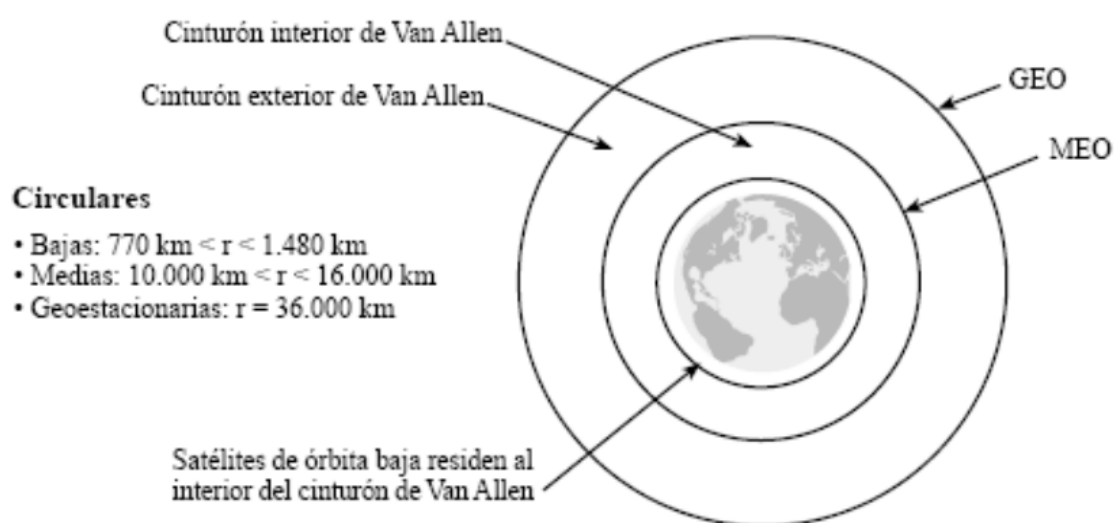 Cinturón interior de Van Allen
Cinturón exterior de Van Allen
GEO
MEO
Circulares
• Bajas: 770 km < r < 1.480 km
• Medias: 10.000 km < r < 16.000 km
• Geoestacionarias: r = 36.000 km
Satélites de órbita baja residen al
interior del cinturón de Van Allen